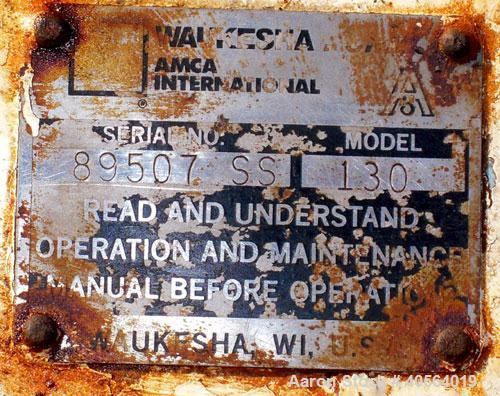 WAUKESHA
AMCA
INTERNATIONAL
®
SERIAL NO. MODEL
89507 SS 130
READ AND UNDERSTAND
OPERATION AND MAINTENANCE
MANUAL BEFORE OPERATING
WAUKESHA, WI, U.S.A.